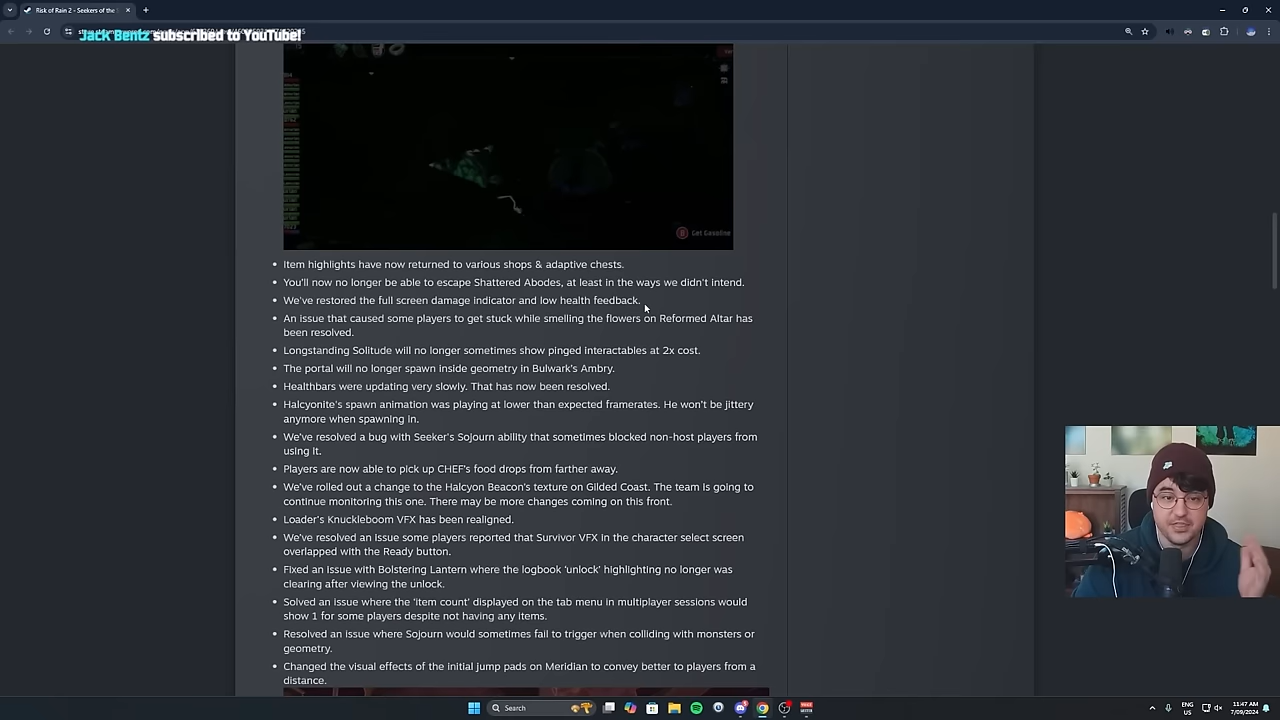 Risk of Rain 2 - Seekers of the S
Jack Bentz subscribed to YouTube!
Get Gasoline
• Item highlights have now returned to various shops & adaptive chests.
• You'll now no longer be able to escape Shattered Abodes, at least in the ways we didn't intend.
• We've restored the full screen damage indicator and low health feedback.
• An issue that caused some players to get stuck while smelling the flowers on Reformed Altar has
been resolved.
• Longstanding Solitude will no longer sometimes show pinged interactables at 2x cost.
• The portal will no longer spawn inside geometry in Bulwark's Ambry.
• Healthbars were updating very slowly. That has now been resolved.
• Halcyonite's spawn animation was playing at lower than expected framerates. He won't be jittery
anymore when spawning in.
• We've resolved a bug with Seeker's Sojourn ability that sometimes blocked non-host players from
using it.
• Players are now able to pick up CHEF's food drops from farther away.
• We've rolled out a change to the Halcyon Beacon's texture on Gilded Coast. The team is going to
continue monitoring this one. There may be more changes coming on this front.
• Loader's Knuckleboom VFX has been realigned.
• We've resolved an issue some players reported that Survivor VFX in the character select screen
overlapped with the Ready button.
• Fixed an issue with Bolstering Lantern where the logbook 'unlock' highlighting no longer was
clearing after viewing the unlock.
• Solved an issue where the 'item count' displayed on the tab menu in multiplayer sessions would
show 1 for some players despite not having any items.
• Resolved an issue where Sojourn would sometimes fail to trigger when colliding with monsters or
geometry.
• Changed the visual effects of the initial jump pads on Meridian to convey better to players from a
distance.
Search
ENG
US
11:47 AM
7/09/2024